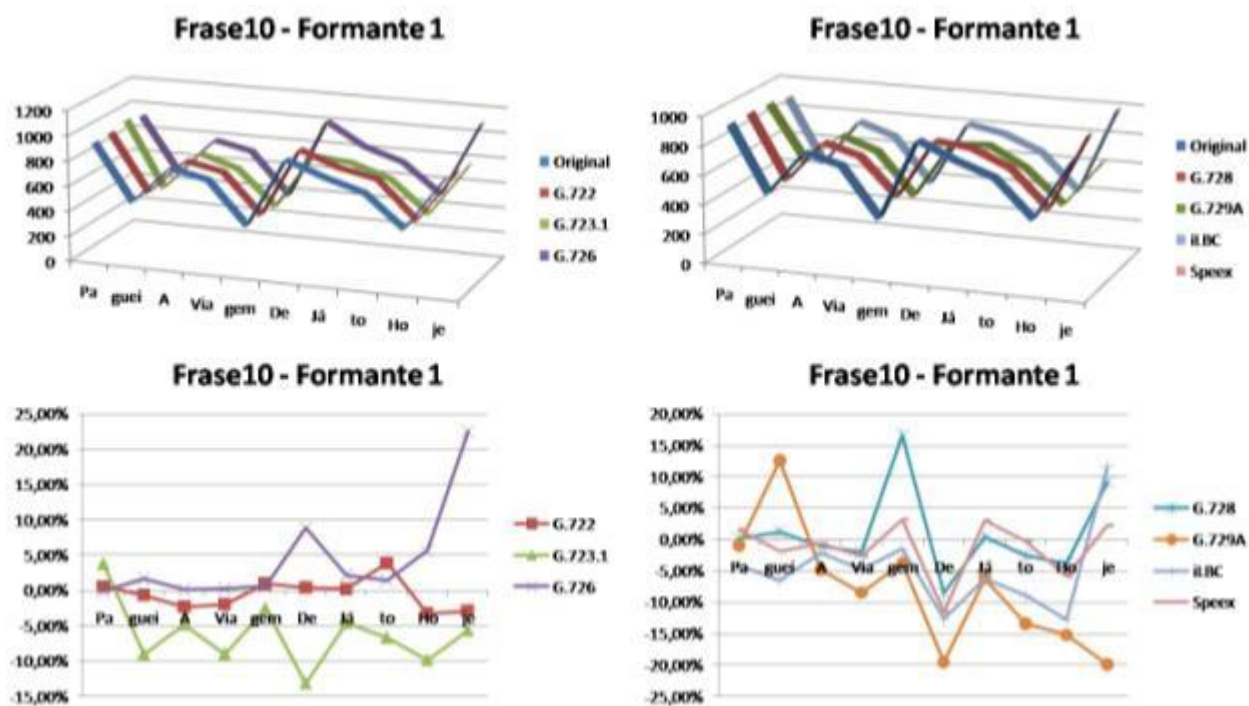 Frase10 - Formante 1
1200
1000
800
600
400
200
0
Pa guei A Via gem De Já to Ho je
Original
G.722
G.723.1
G.726
Frase10 - Formante 1
1000
800
600
400
200
0
Pa guei A Via gem De Já to Ho je
Original
G.728
G.729A
iLBC
Speex
Frase10 - Formante 1
25,00%
20,00%
15,00%
10,00%
5,00%
0,00%
-5,00%
-10,00%
-15,00%
Pa guei A Via gem De Já to Ho je
G.722
G.723.1
G.726
Frase10 - Formante 1
20,00%
15,00%
10,00%
5,00%
0,00%
-5,00%
-10,00%
-15,00%
-20,00%
-25,00%
Pa guei A Via gem De Já to Ho je
G.728
G.729A
iLBC
Speex